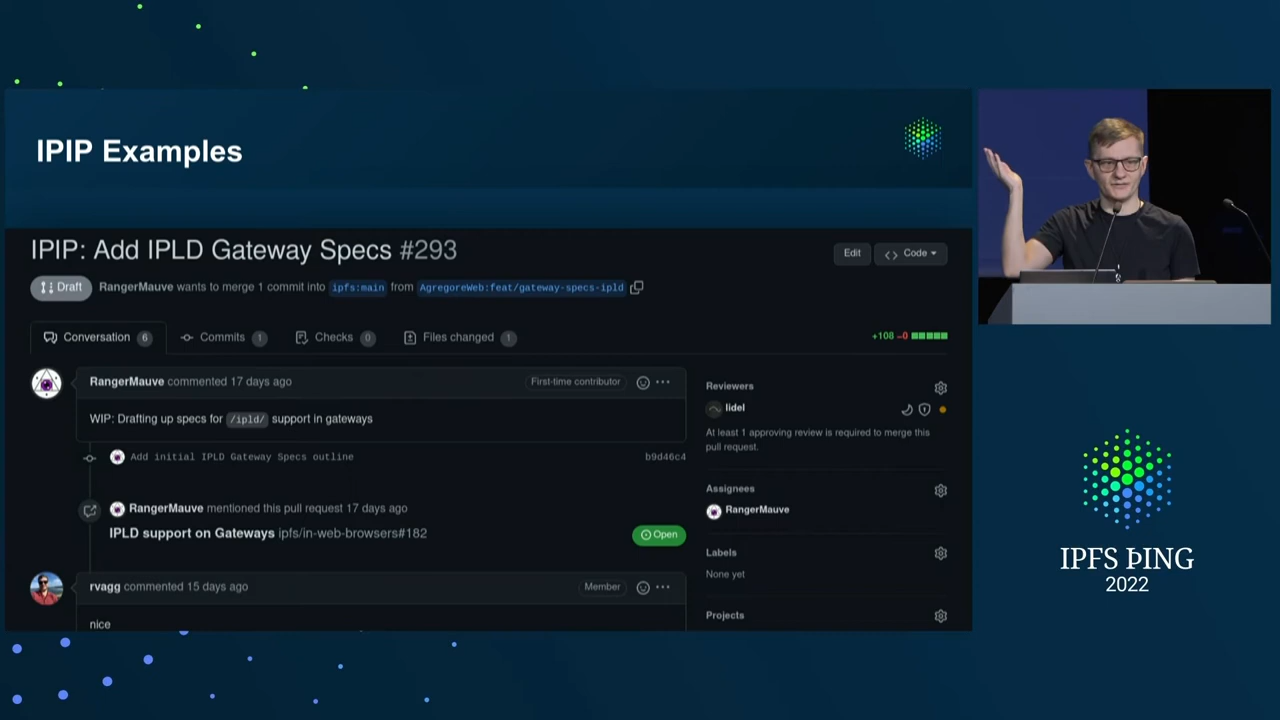 IPIP Examples
IPIP: Add IPLD Gateway Specs #293
Edit
Code
Draft
RangerMauve wants to merge 1 commit into ipfs:main from AgregoreWeb:feat/gateway-specs-ipld
Conversation 6
Commits 1
Checks 0
Files changed 1
+108 −0
RangerMauve commented 17 days ago
First-time contributor
WIP: Drafting up specs for /ipld/ support in gateways
Add initial IPLD Gateway Specs outline
b9d46c4
RangerMauve mentioned this pull request 17 days ago
IPLD support on Gateways ipfs/in-web-browsers#182
Open
rvagg commented 15 days ago
Member
nice
Reviewers
lidel
At least 1 approving review is required to merge this
pull request.
Assignees
RangerMauve
Labels
None yet
Projects
IPFS ÞING
2022